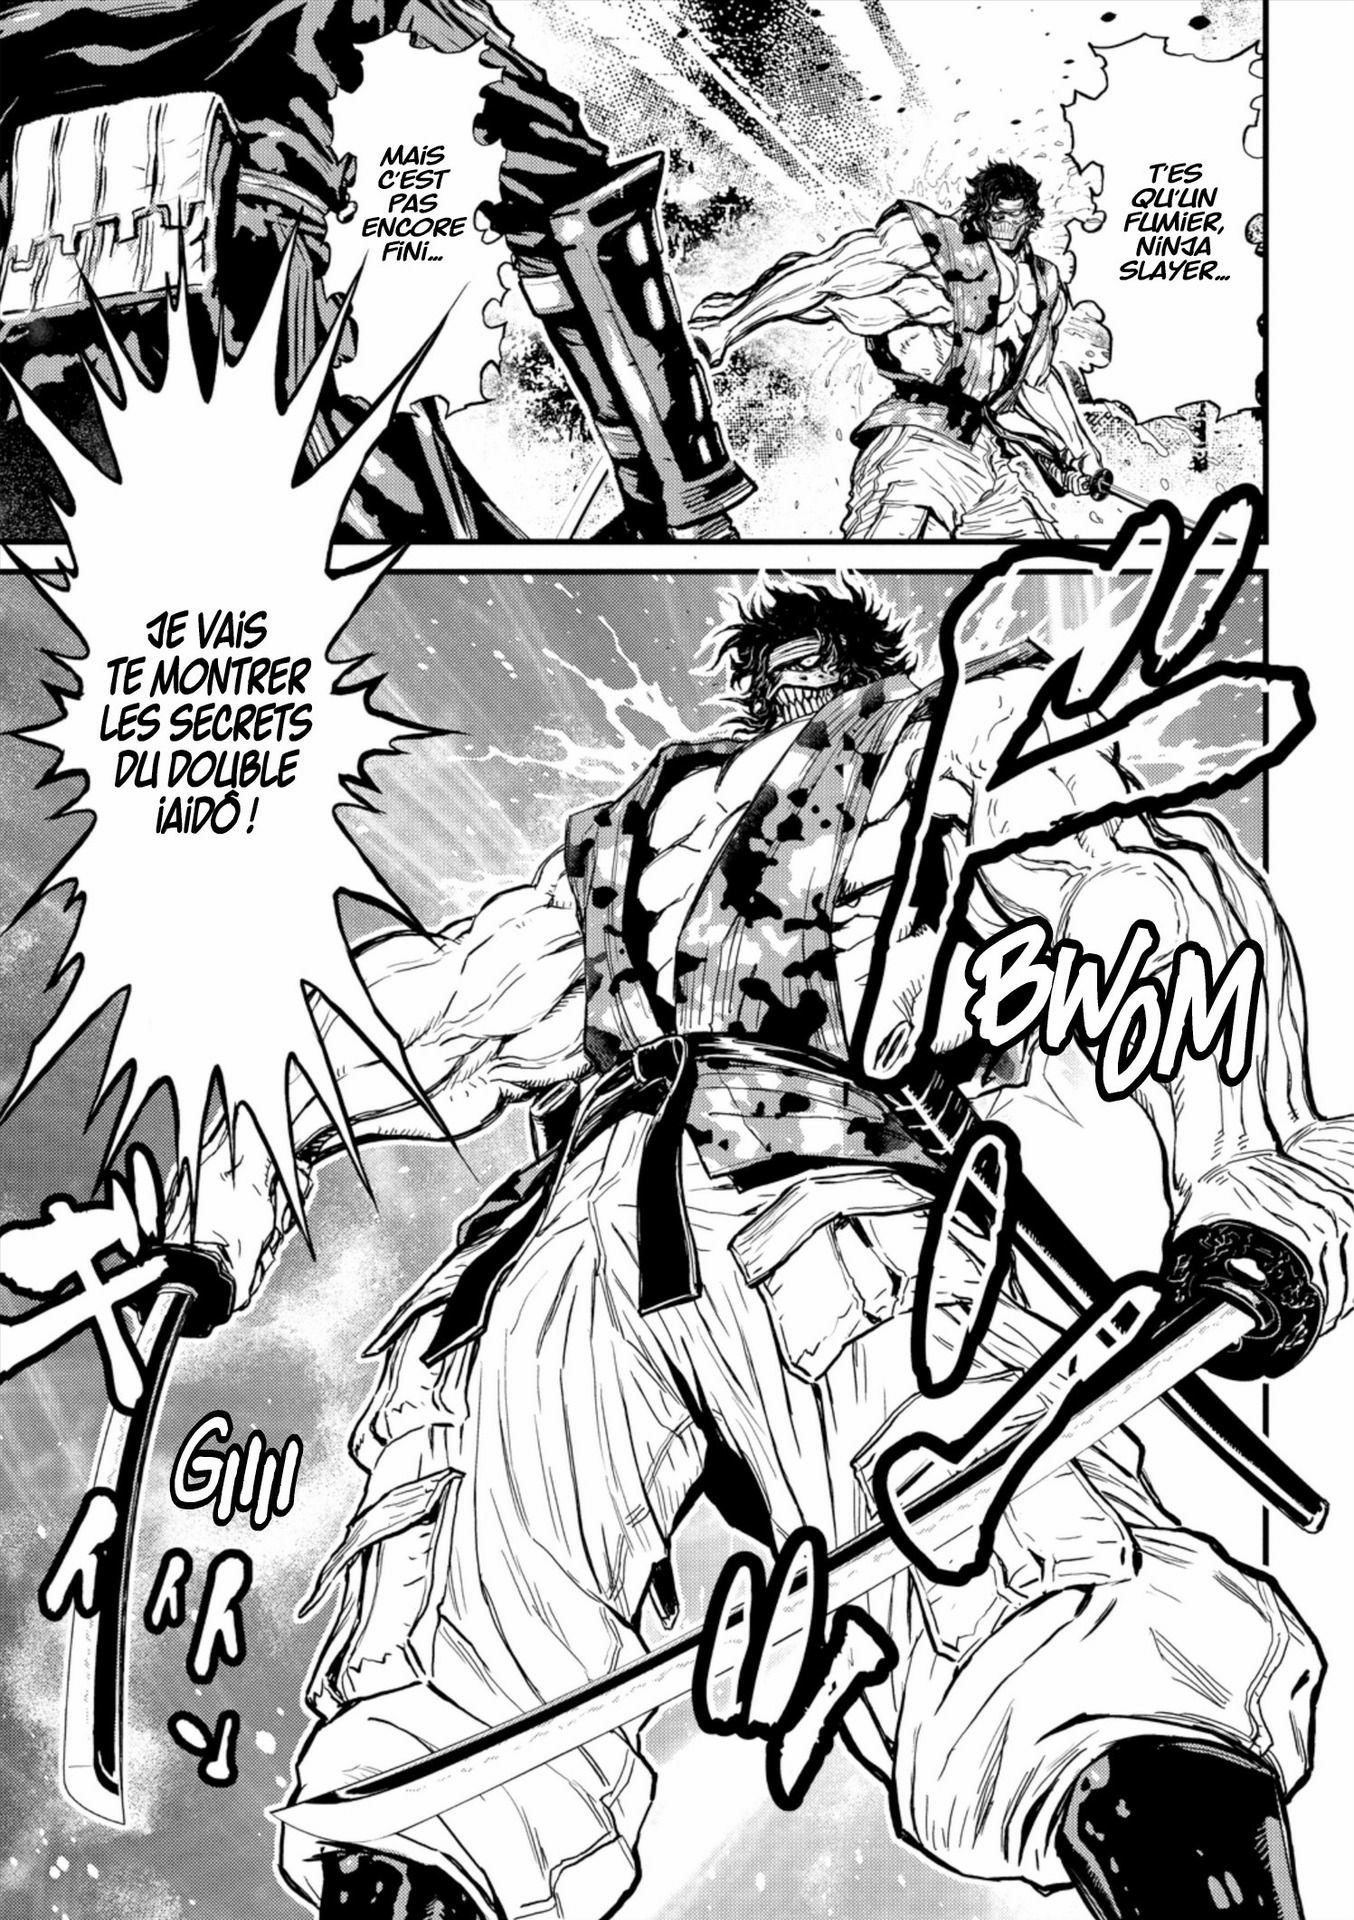 T'ES
QU'UN
FUMIER,
NINJA
SLAYER...
MAIS
C'EST
PAS
ENCORE
FINI...
JE VAIS
TE MONTRER
LES SECRETS
DU DOUBLE
IAIDÔ !
BWOM
GIIII